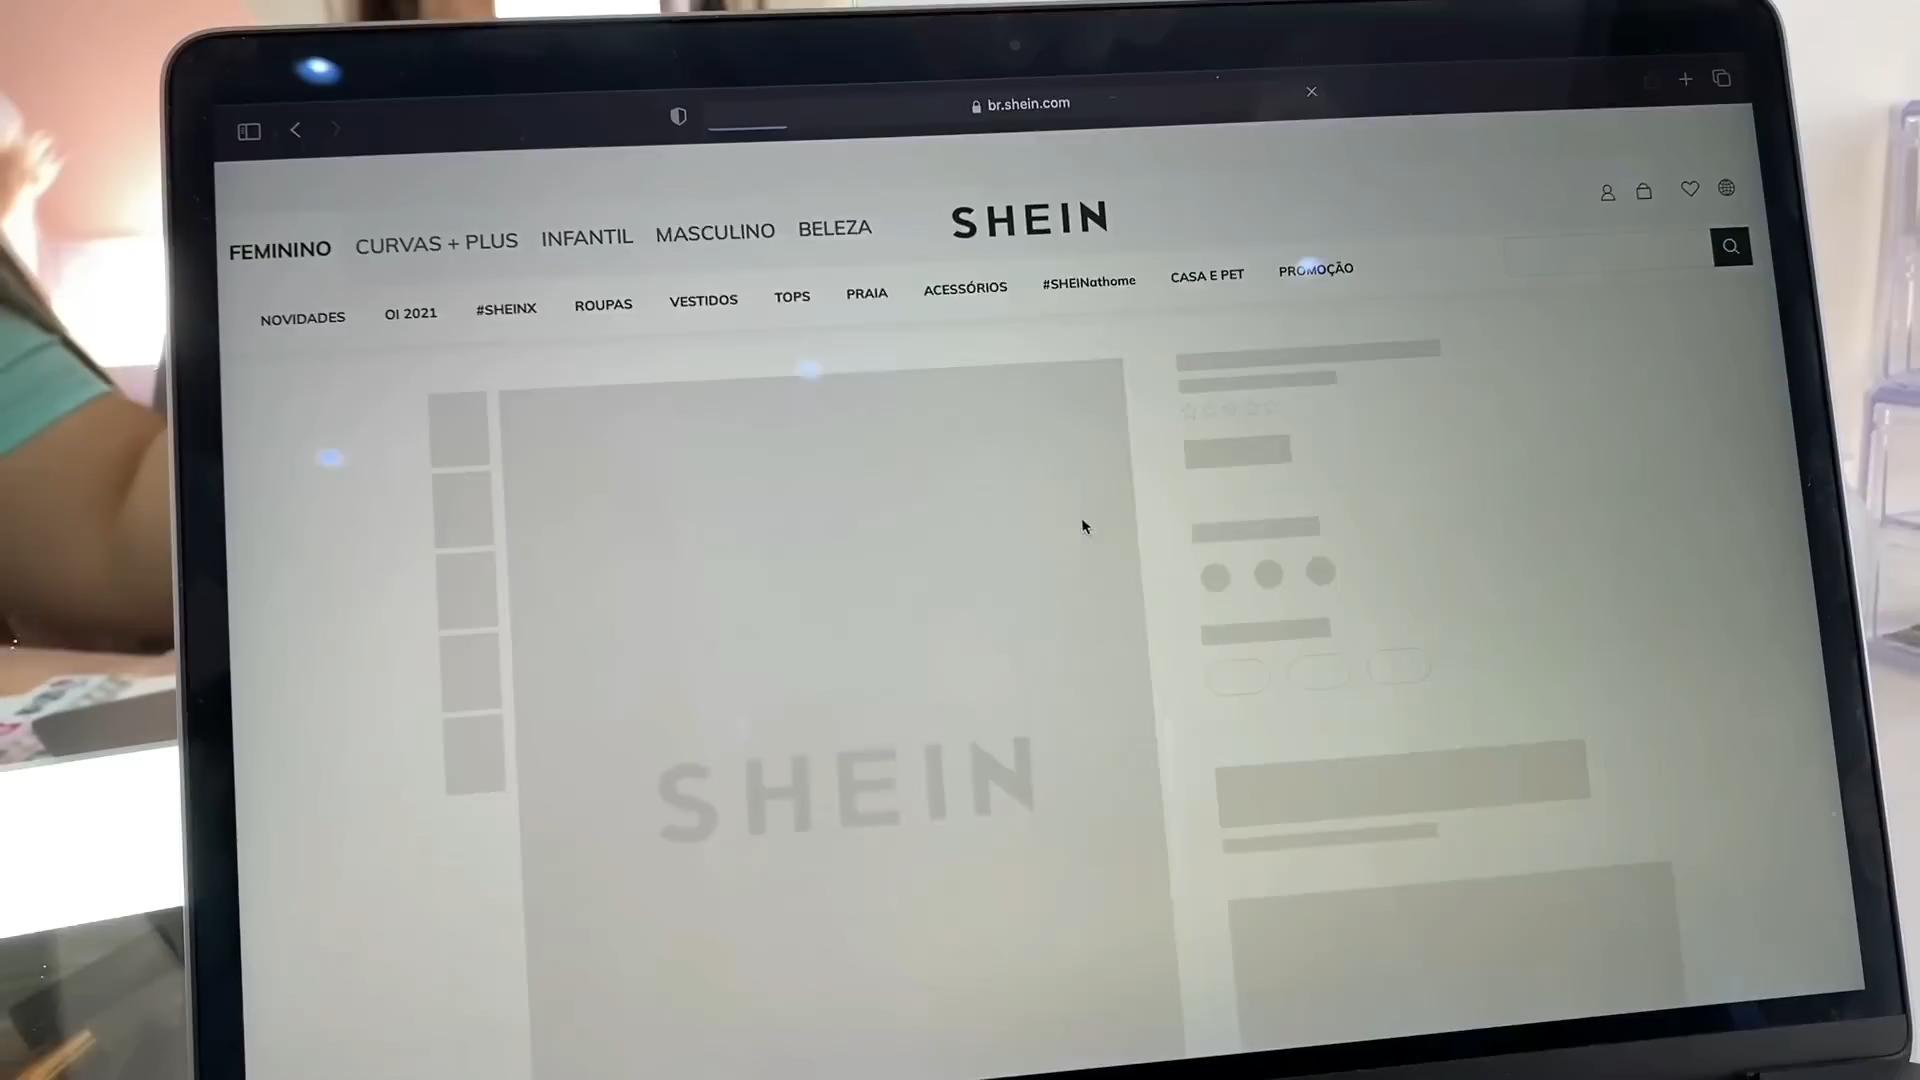 br.shein.com
SHEIN
FEMININO CURVAS + PLUS INFANTIL MASCULINO BELEZA
NOVIDADES OI 2021 #SHEINX ROUPAS VESTIDOS TOPS PRAIA ACESSÓRIOS #SHEINathome CASA E PET PROMOÇÃO
SHEIN